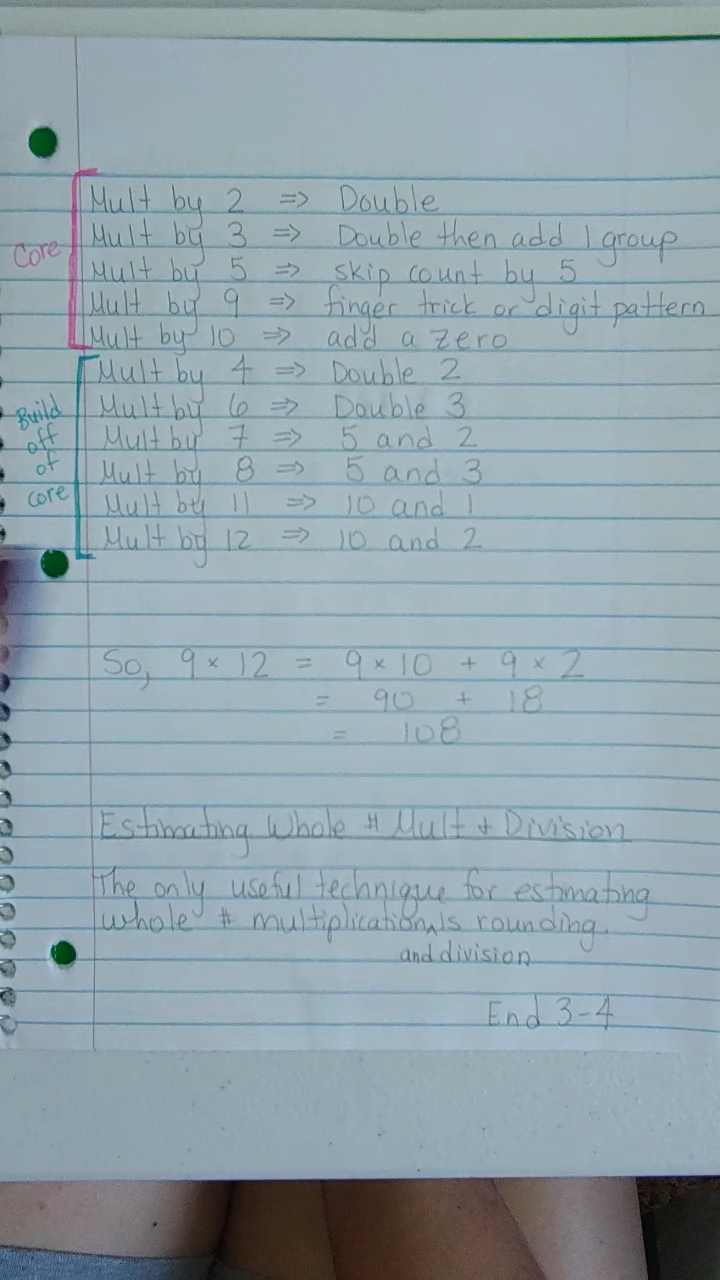 Core
Mult by 2 => Double
Mult by 3 => Double then add 1 group
Mult by 5 => skip count by 5
Mult by 9 => finger trick or digit pattern
Mult by 10 => add a zero
Build
off
of
core
Mult by 4 => Double 2
Mult by 6 => Double 3
Mult by 7 => 5 and 2
Mult by 8 => 5 and 3
Mult by 11 => 10 and 1
Mult by 12 => 10 and 2
So, 9 × 12 = 9 × 10 + 9 × 2
= 90 + 18
= 108
Estimating Whole # Mult + Division
The only useful technique for estimating
whole # multiplication is rounding.
and division
End 3-4